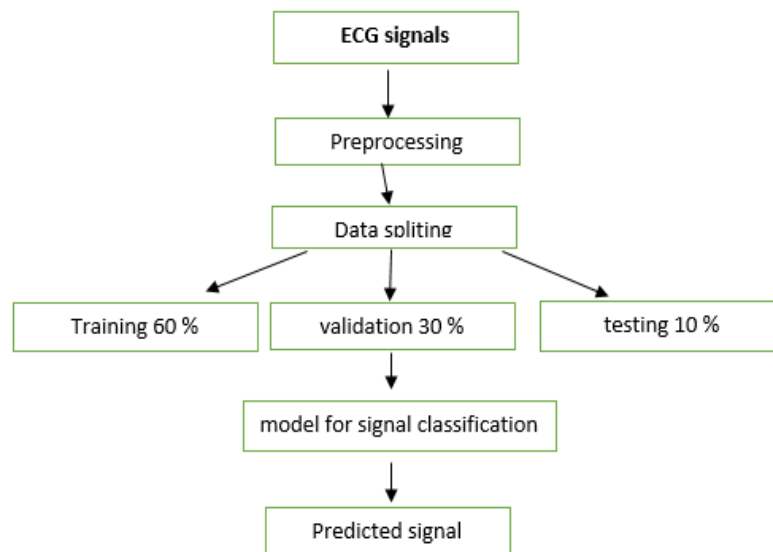 ECG signals
Preprocessing
Data spliting
Training 60 %
validation 30 %
testing 10 %
model for signal classification
Predicted signal